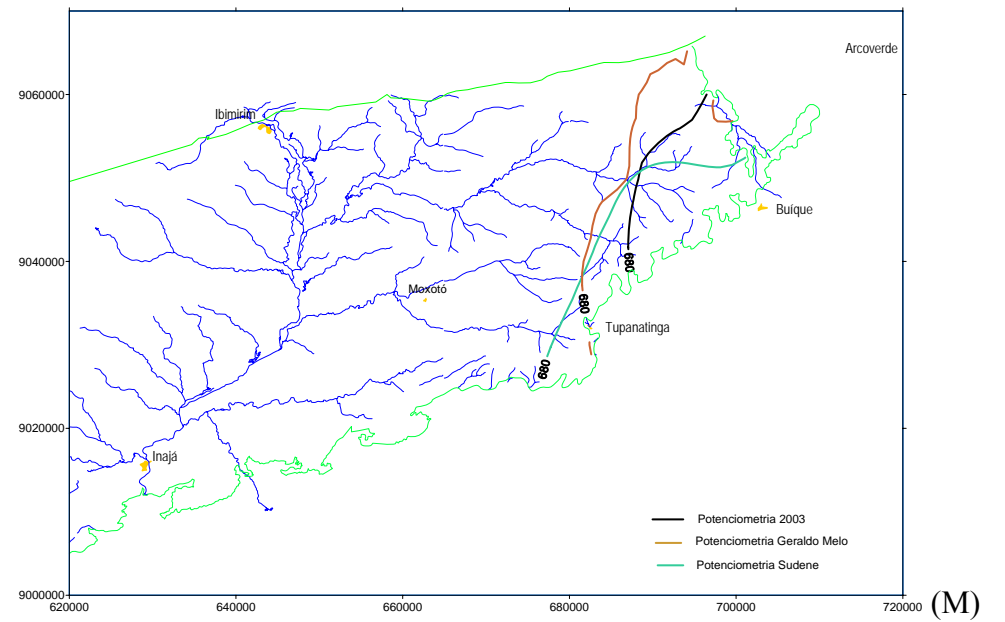 Arcoverde
9060000
Ibimirim
Buíque
9040000
680
Moxotó
680
Tupanatinga
680
9020000
Inajá
Potenciometria 2003
Potenciometria Geraldo Melo
Potenciometria Sudene
9000000
620000 640000 660000 680000 700000 720000 (M)